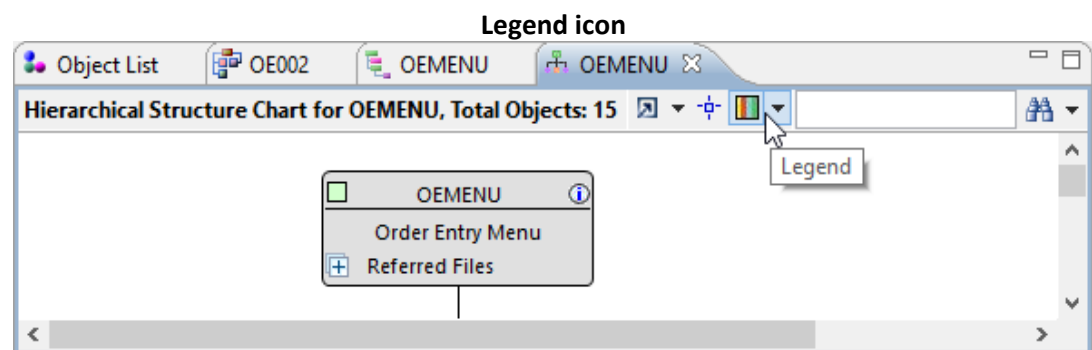 Legend icon
Object List OE002 OEMENU OEMENU
Hierarchical Structure Chart for OEMENU, Total Objects: 15
Legend
OEMENU
Order Entry Menu
Referred Files